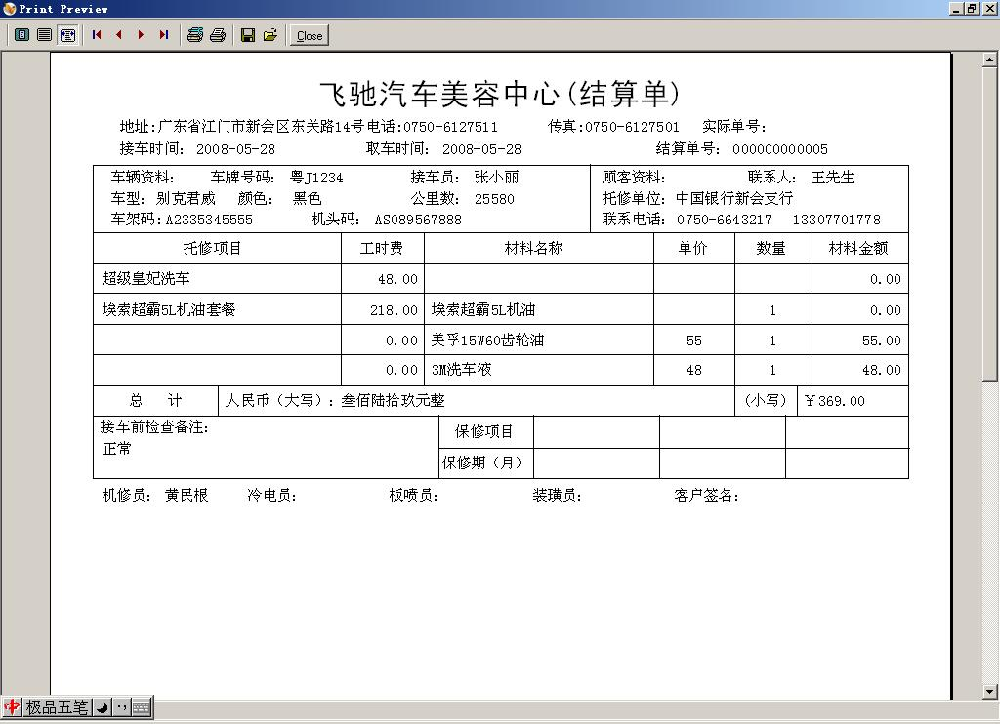 Print Preview
Close
飞驰汽车美容中心(结算单)
地址:广东省江门市新会区东关路14号 电话:0750-6127511 传真:0750-6127501 实际单号:
接车时间: 2008-05-28 取车时间: 2008-05-28 结算单号: 000000000005
车辆资料: 车牌号码: 粤J1234 接车员: 张小丽 顾客资料: 联系人: 王先生
车型: 别克君威 颜色: 黑色 公里数: 25580 托修单位: 中国银行新会支行
车架码: A2335345555 机头码: AS089567888 联系电话: 0750-6643217 13307701778
托修项目 工时费 材料名称 单价 数量 材料金额
超级皇妃洗车 48.00 0.00
埃索超霸5L机油套餐 218.00 埃索超霸5L机油 1 0.00
0.00 美孚15W60齿轮油 55 1 55.00
0.00 3M洗车液 48 1 48.00
总 计 人民币（大写）: 叁佰陆拾玖元整 (小写) ￥369.00
接车前检查备注: 保修项目
正常
保修期（月）
机修员: 黄民根 冷电员: 板喷员: 装璜员: 客户签名:
中 极品五笔